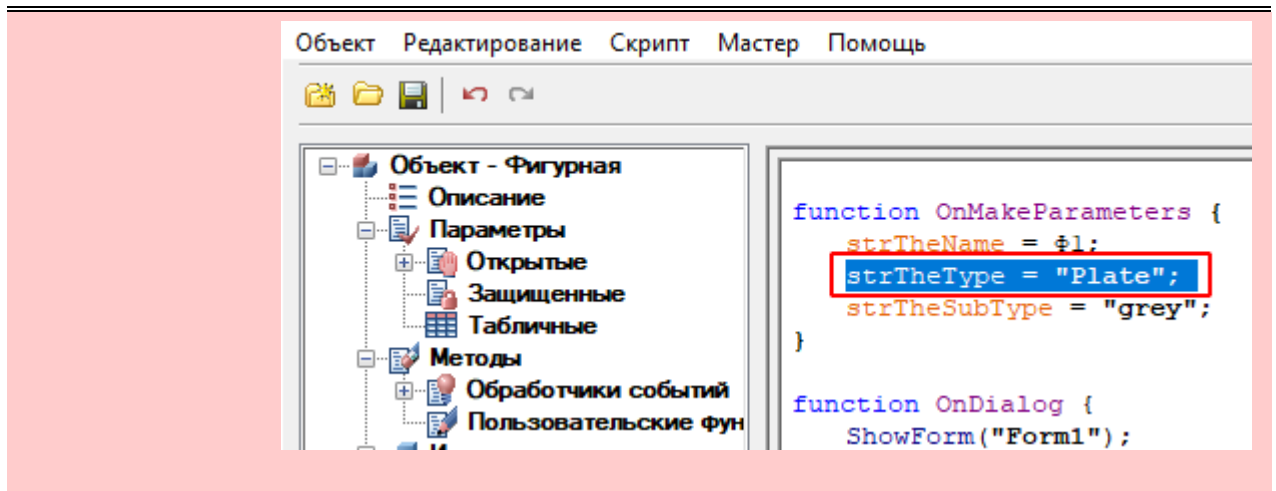 Объект Редактирование Скрипт Мастер Помощь
Объект - Фигурная
Описание
Параметры
Открытые
Защищенные
Табличные
Методы
Обработчики событий
Пользовательские фун
function OnMakeParameters {
strTheName = Ф1;
strTheType = "Plate";
strTheSubType = "grey";
}
function OnDialog {
ShowForm("Form1");